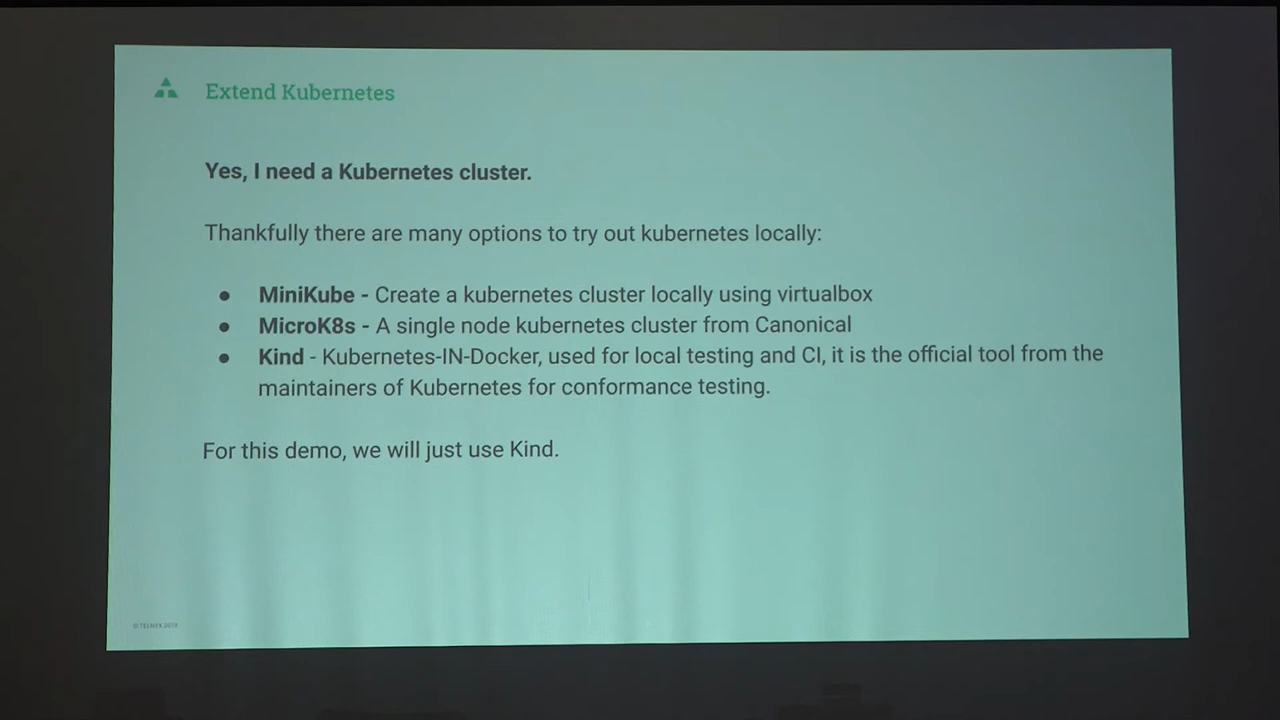 Extend Kubernetes
Yes, I need a Kubernetes cluster.
Thankfully there are many options to try out kubernetes locally:
● MiniKube - Create a kubernetes cluster locally using virtualbox
● MicroK8s - A single node kubernetes cluster from Canonical
● Kind - Kubernetes-IN-Docker, used for local testing and CI, it is the official tool from the
maintainers of Kubernetes for conformance testing.
For this demo, we will just use Kind.
© TELNYX 2019